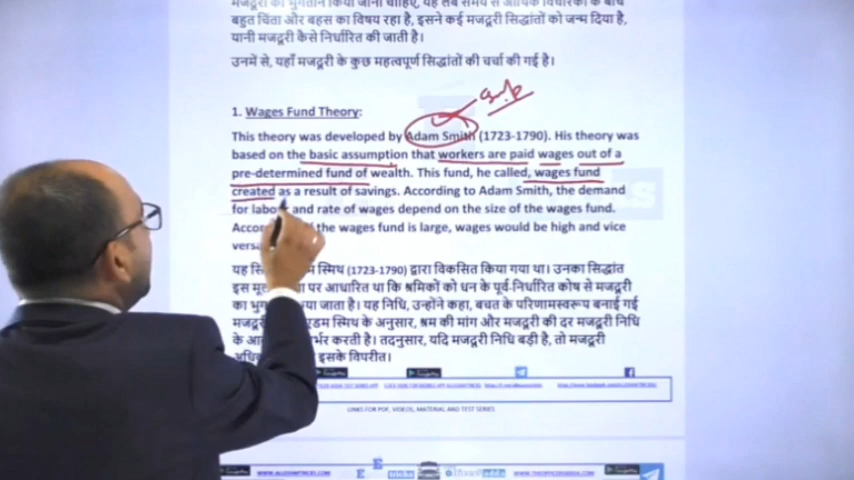 मजदूरी का भुगतान किया जाना चाहिए, यह लंबे समय से आर्थिक विचारकों के बीच
बहुत चिंता और बहस का विषय रहा है, इसने कई मजदूरी सिद्धांतों को जन्म दिया है,
यानी मजदूरी कैसे निर्धारित की जाती है।
उनमें से, यहाँ मजदूरी के कुछ महत्वपूर्ण सिद्धांतों की चर्चा की गई है।
1. Wages Fund Theory:
This theory was developed by Adam Smith (1723-1790). His theory was
based on the basic assumption that workers are paid wages out of a
pre-determined fund of wealth. This fund, he called, wages fund
created as a result of savings. According to Adam Smith, the demand
for labour and rate of wages depend on the size of the wages fund.
the wages fund is large, wages would be high and vice
यह स्मिथ (1723-1790) द्वारा विकसित किया गया था। उनका सिद्धांत
इस पर आधारित था कि श्रमिकों को धन के पूर्व-निर्धारित कोष से मजदूरी
का जाता है। यह निधि, उन्होंने कहा, बचत के परिणामस्वरूप बनाई गई
स्मिथ के अनुसार, श्रम की मांग और मजदूरी की दर मजदूरी निधि
के करती है। तदनुसार, यदि मजदूरी निधि बड़ी है, तो मजदूरी
इसके विपरीत।
LINKS FOR PDF, VIDEOS, MATERIAL AND TEST SERIES